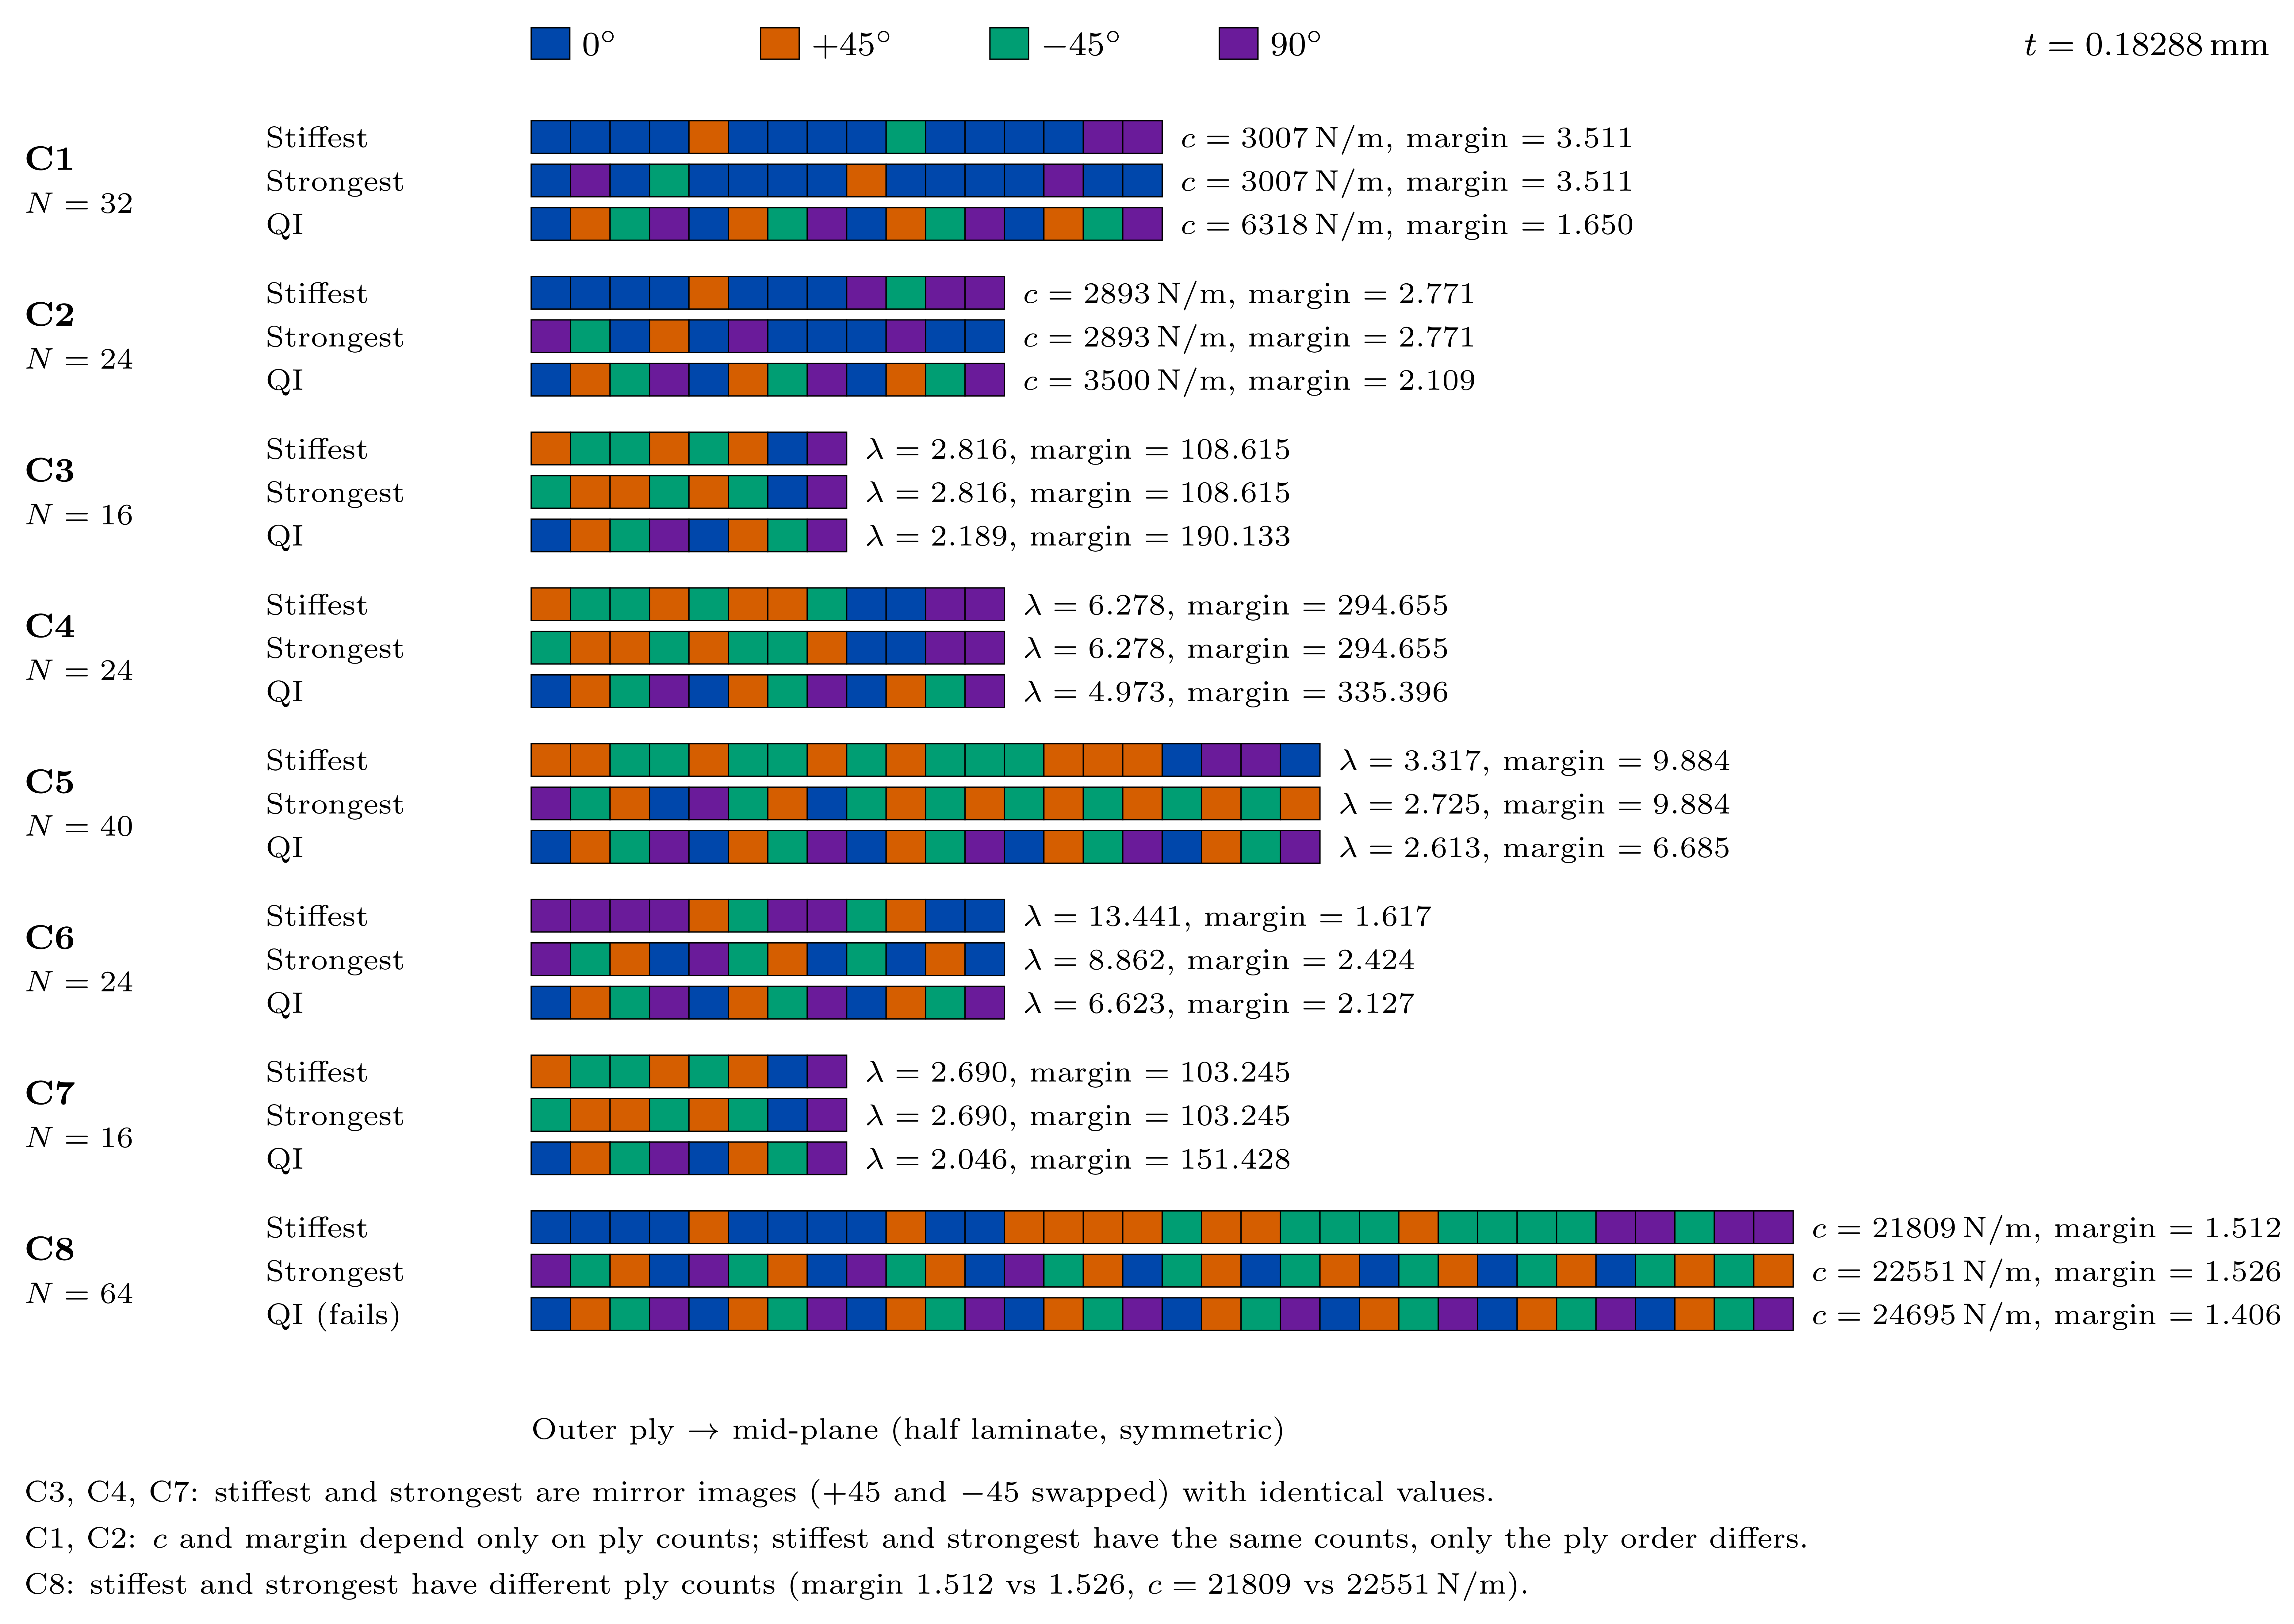 0° +45° −45° 90° t = 0.18288 mm
C1
N = 32
Stiffest c = 3007 N/m, margin = 3.511
Strongest c = 3007 N/m, margin = 3.511
QI c = 6318 N/m, margin = 1.650
C2
N = 24
Stiffest c = 2893 N/m, margin = 2.771
Strongest c = 2893 N/m, margin = 2.771
QI c = 3500 N/m, margin = 2.109
C3
N = 16
Stiffest λ = 2.816, margin = 108.615
Strongest λ = 2.816, margin = 108.615
QI λ = 2.189, margin = 190.133
C4
N = 24
Stiffest λ = 6.278, margin = 294.655
Strongest λ = 6.278, margin = 294.655
QI λ = 4.973, margin = 335.396
C5
N = 40
Stiffest λ = 3.317, margin = 9.884
Strongest λ = 2.725, margin = 9.884
QI λ = 2.613, margin = 6.685
C6
N = 24
Stiffest λ = 13.441, margin = 1.617
Strongest λ = 8.862, margin = 2.424
QI λ = 6.623, margin = 2.127
C7
N = 16
Stiffest λ = 2.690, margin = 103.245
Strongest λ = 2.690, margin = 103.245
QI λ = 2.046, margin = 151.428
C8
N = 64
Stiffest c = 21809 N/m, margin = 1.512
Strongest c = 22551 N/m, margin = 1.526
QI (fails) c = 24695 N/m, margin = 1.406
Outer ply → mid-plane (half laminate, symmetric)
C3, C4, C7: stiffest and strongest are mirror images (+45 and −45 swapped) with identical values.
C1, C2: c and margin depend only on ply counts; stiffest and strongest have the same counts, only the ply order differs.
C8: stiffest and strongest have different ply counts (margin 1.512 vs 1.526, c = 21809 vs 22551 N/m).